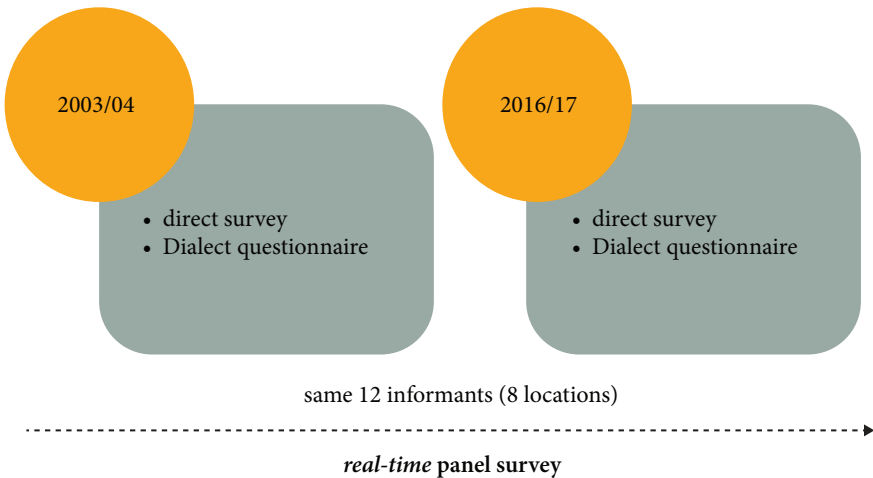 2003/04
• direct survey
• Dialect questionnaire
2016/17
• direct survey
• Dialect questionnaire
same 12 informants (8 locations)
real-time panel survey